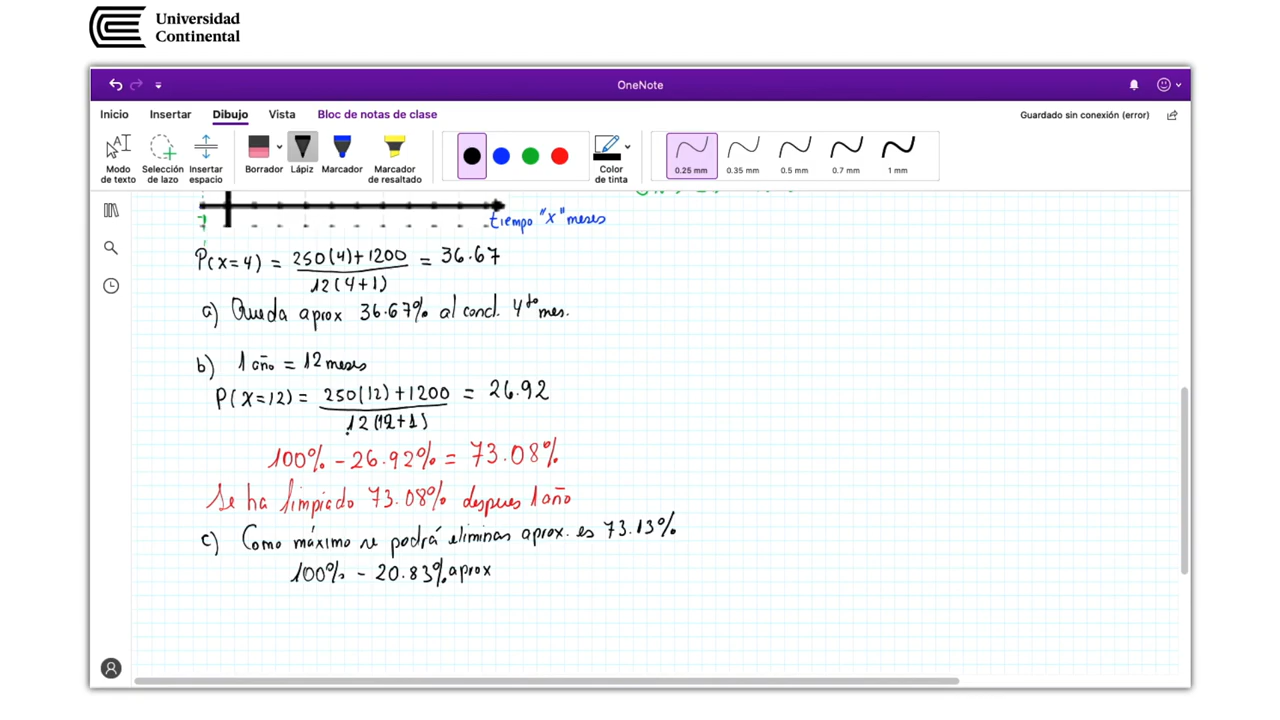 Universidad
Continental
OneNote
Inicio Insertar Dibujo Vista Bloc de notas de clase
Guardado sin conexión (error)
Modo de texto
Selección de lazo
Insertar espacio
Borrador
Lápiz
Marcador
Marcador de resaltado
Color de tinta
0.25 mm 0.35 mm 0.5 mm 0.7 mm 1 mm
tiempo "x" meses
P(x=4) = 250(4)+1200 / 12(4+1) = 36.67
a) Queda aprox 36.67% al concl. 4to mes.
b) 1 año = 12 meses
P(x=12) = 250(12)+1200 / 12(12+1) = 26.92
100% - 26.92% = 73.08%
Se ha limpiado 73.08% despues 1 año
c) Como máximo se podrá eliminar aprox. es 73.13%
100% - 20.83% aprox